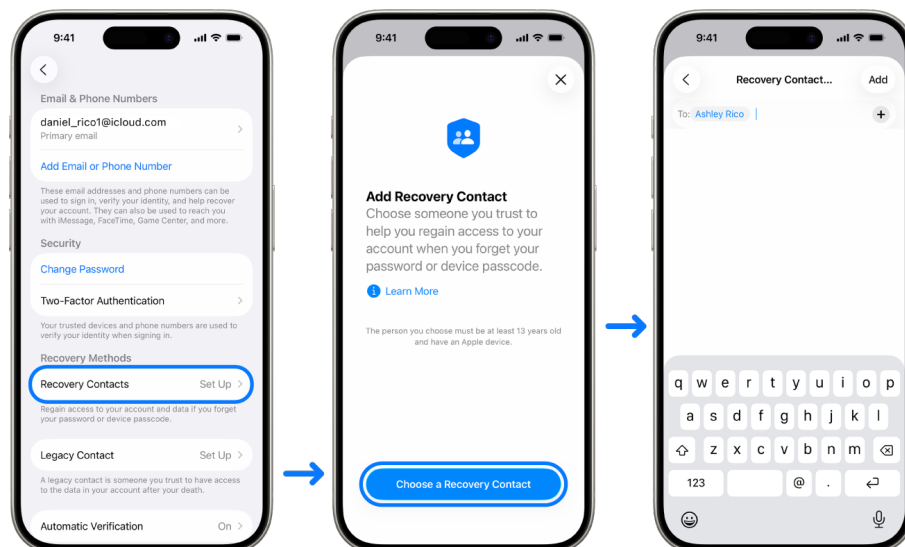 9:41
Email & Phone Numbers
daniel_rico1@icloud.com
Primary email
Add Email or Phone Number
These email addresses and phone numbers can be
used to sign in, verify your identity, and help recover
your account. They can also be used to reach you
with iMessage, FaceTime, Game Center, and more.
Security
Change Password
Two-Factor Authentication
Your trusted devices and phone numbers are used to
verify your identity when signing in.
Recovery Methods
Recovery Contacts Set Up
Regain access to your account and data if you forget
your password or device passcode.
Legacy Contact Set Up
A legacy contact is someone you trust to have access
to the data in your account after your death.
Automatic Verification On
9:41
Add Recovery Contact
Choose someone you trust to
help you regain access to your
account when you forget your
password or device passcode.
Learn More
The person you choose must be at least 13 years old
and have an Apple device.
Choose a Recovery Contact
9:41
Recovery Contact... Add
To: Ashley Rico
q w e r t y u i o p
a s d f g h j k l
z x c v b n m
123 @ .